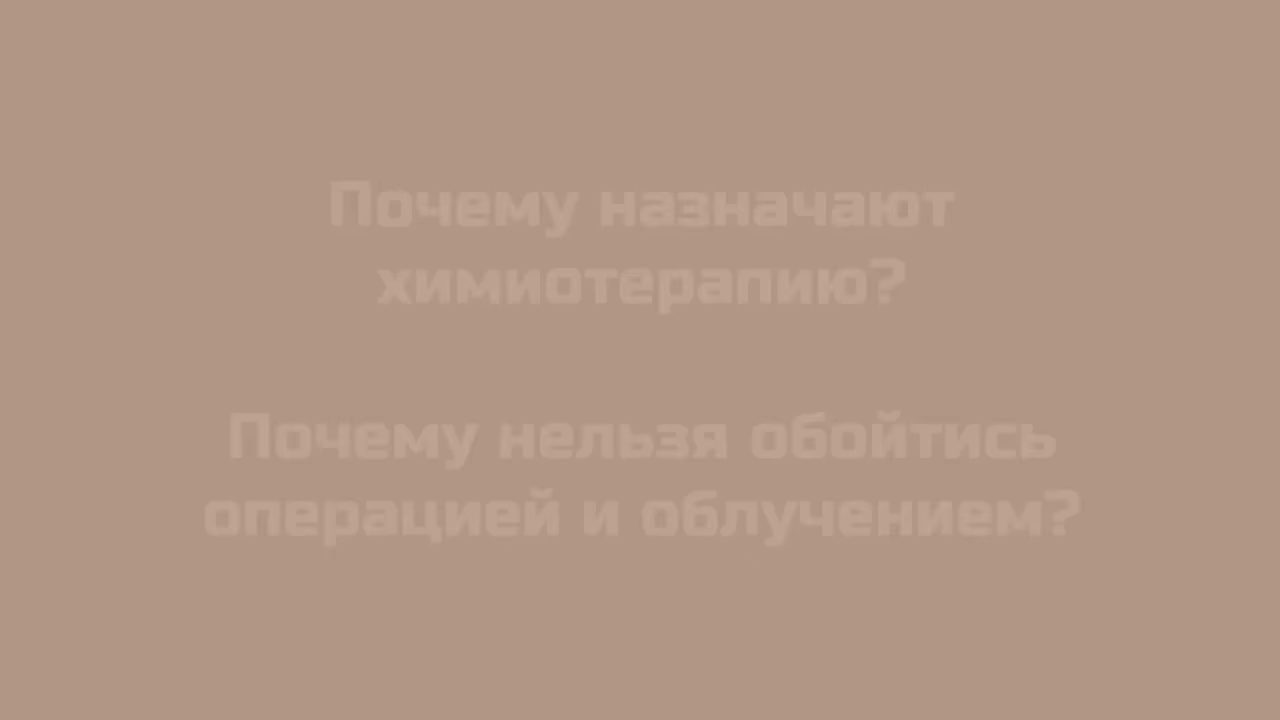 Почему назначают
химиотерапию?
Почему нельзя обойтись
операцией и облучением?